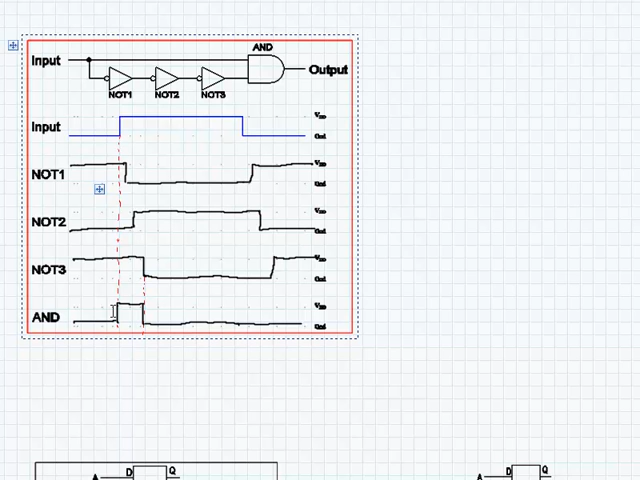 AND
Input
Output
NOT1 NOT2 NOT3
Input
NOT1
NOT2
NOT3
AND
A D Q
A D Q